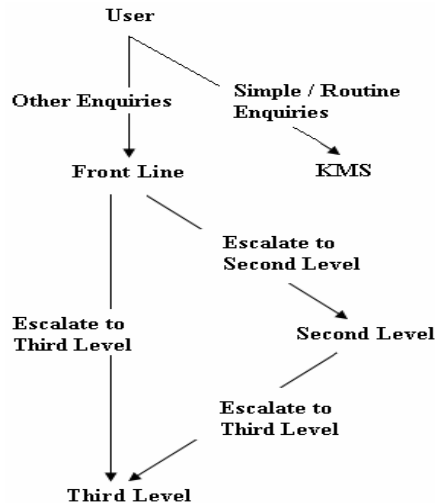 User
Other Enquiries
Simple / Routine
Enquiries
Front Line
KMS
Escalate to
Second Level
Escalate to
Third Level
Second Level
Escalate to
Third Level
Third Level